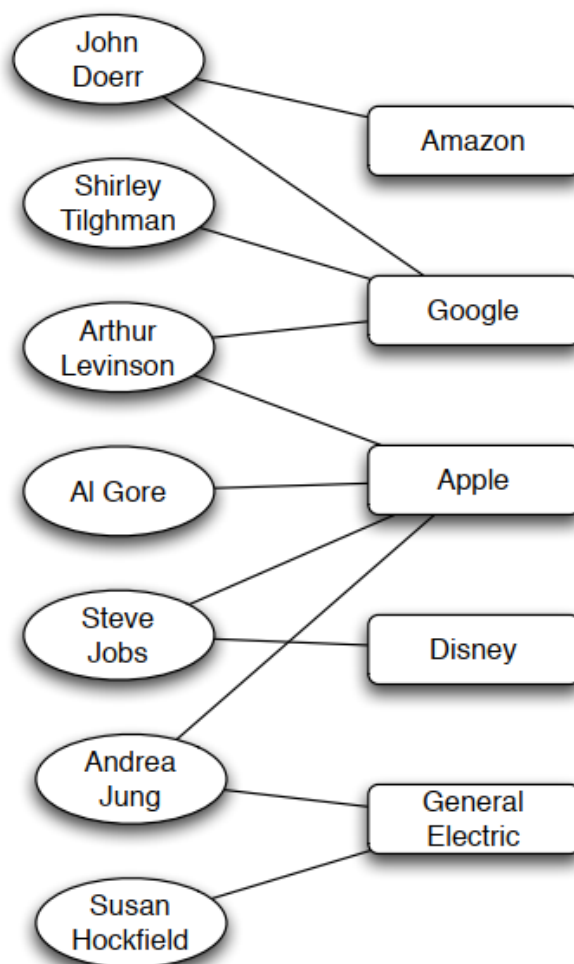 John
Doerr
Amazon
Shirley
Tilghman
Google
Arthur
Levinson
Apple
Al Gore
Steve
Jobs
Disney
Andrea
Jung
General
Electric
Susan
Hockfield